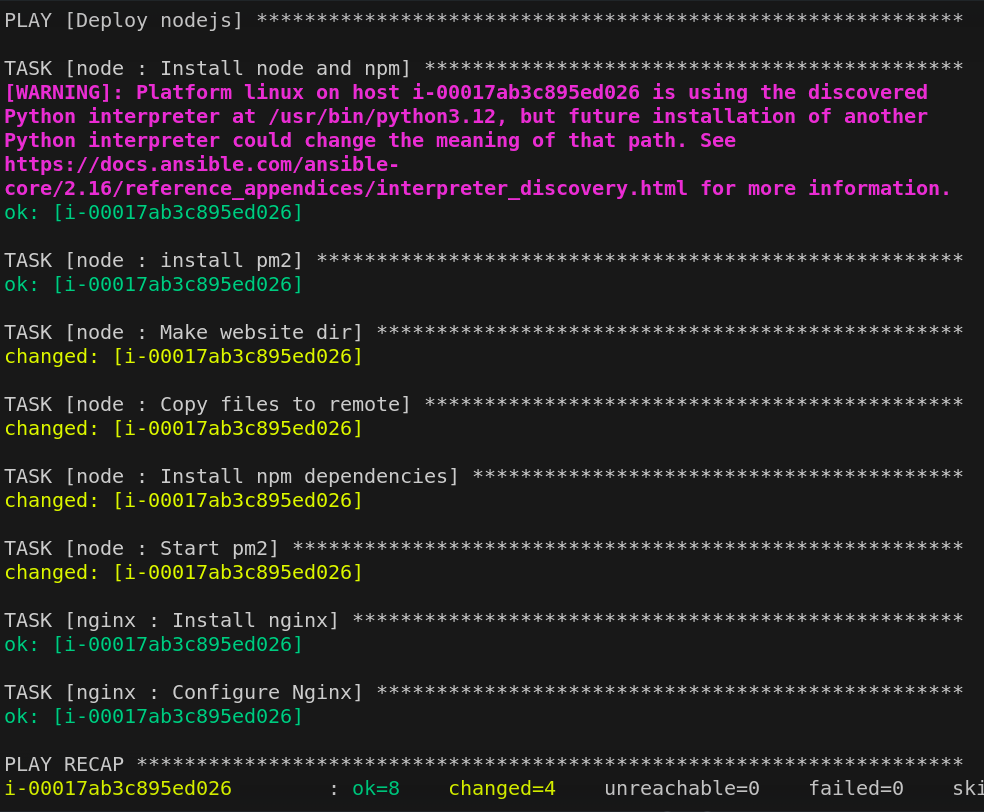 PLAY [Deploy nodejs] ***********************************************************
TASK [node : Install node and npm] *********************************************
[WARNING]: Platform linux on host i-00017ab3c895ed026 is using the discovered
Python interpreter at /usr/bin/python3.12, but future installation of another
Python interpreter could change the meaning of that path. See
https://docs.ansible.com/ansible-
core/2.16/reference_appendices/interpreter_discovery.html for more information.
ok: [i-00017ab3c895ed026]
TASK [node : install pm2] ******************************************************
ok: [i-00017ab3c895ed026]
TASK [node : Make website dir] *************************************************
changed: [i-00017ab3c895ed026]
TASK [node : Copy files to remote] *********************************************
changed: [i-00017ab3c895ed026]
TASK [node : Install npm dependencies] *****************************************
changed: [i-00017ab3c895ed026]
TASK [node : Start pm2] ********************************************************
changed: [i-00017ab3c895ed026]
TASK [nginx : Install nginx] ***************************************************
ok: [i-00017ab3c895ed026]
TASK [nginx : Configure Nginx] *************************************************
ok: [i-00017ab3c895ed026]
PLAY RECAP *********************************************************************
i-00017ab3c895ed026        : ok=8    changed=4    unreachable=0    failed=0    ski